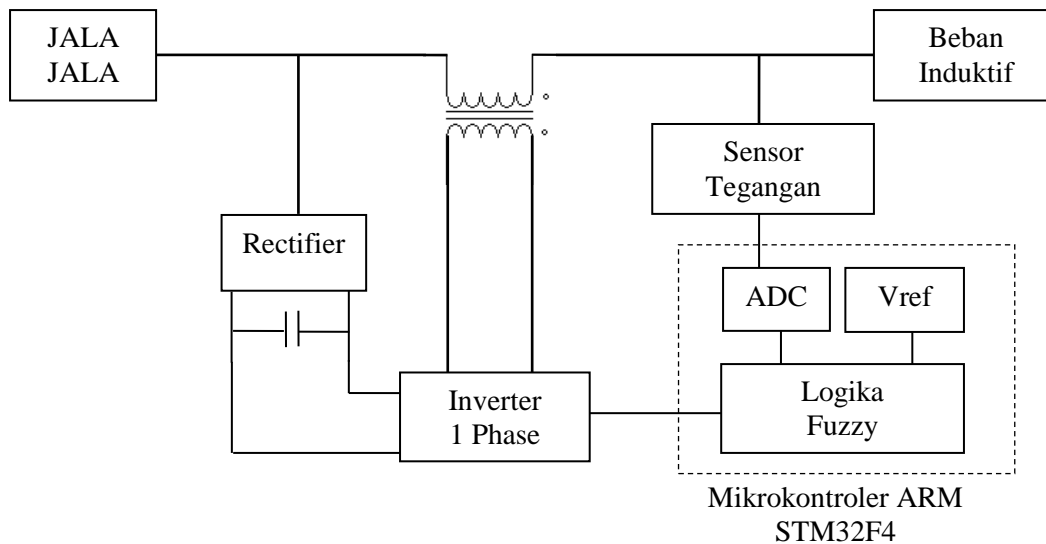 JALA
JALA
Beban
Induktif
Sensor
Tegangan
Rectifier
ADC
Vref
Inverter
1 Phase
Logika
Fuzzy
Mikrokontroler ARM
STM32F4